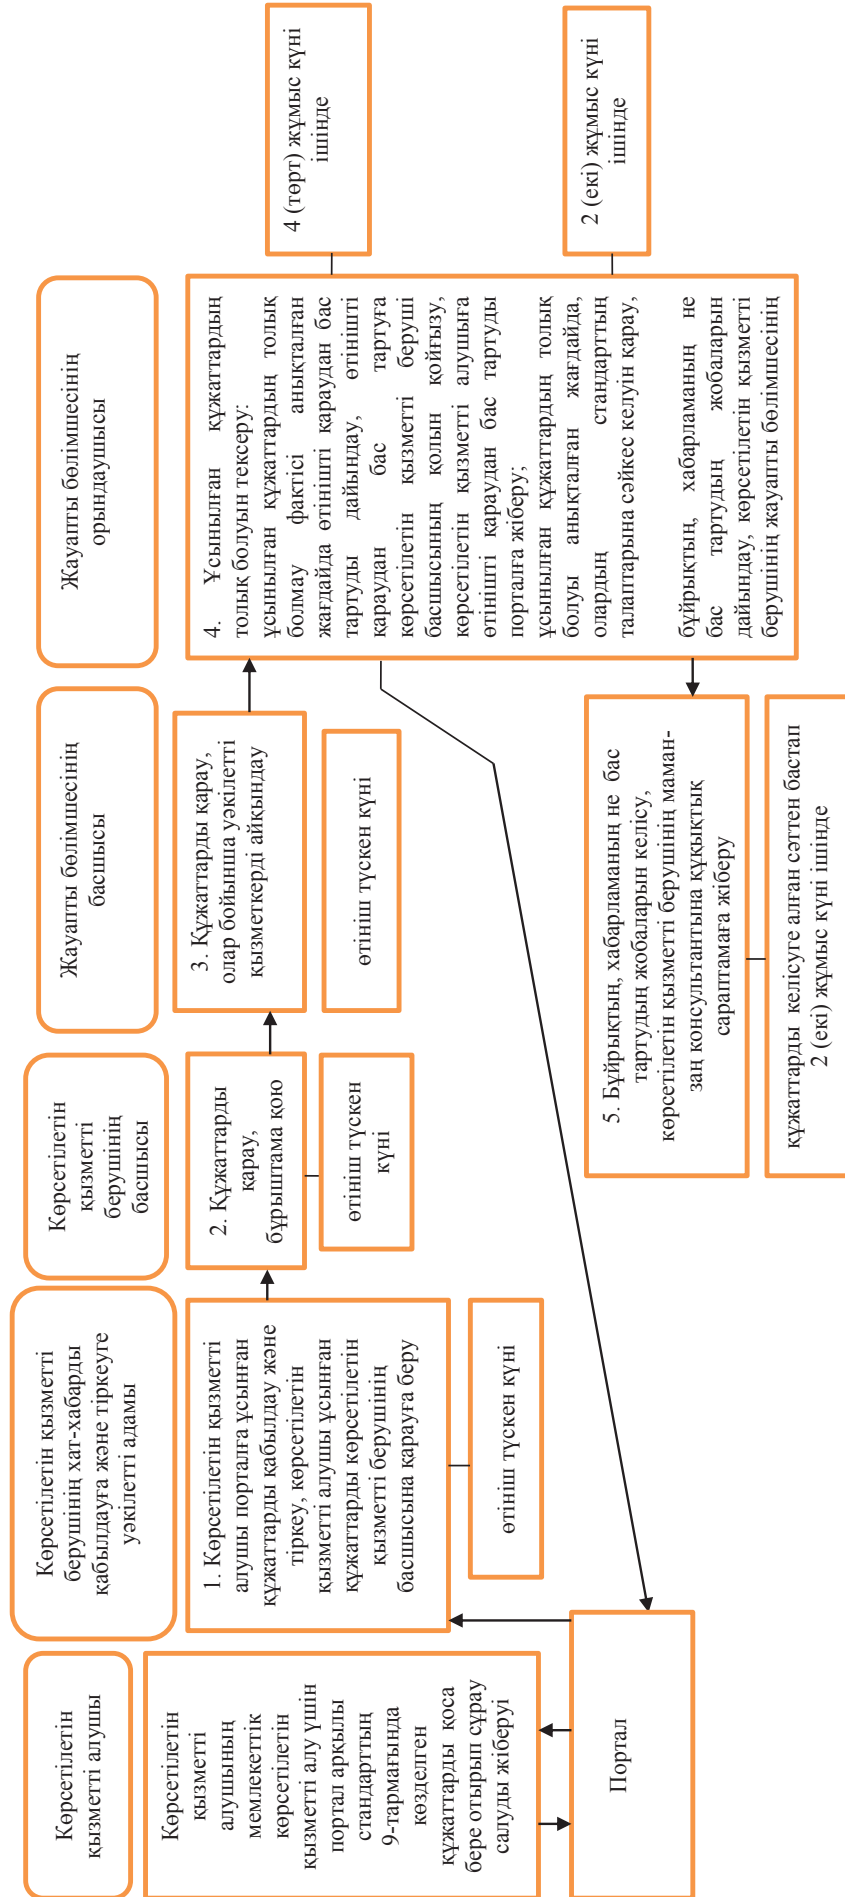 Көрсетілетін
қызметті алушы
Көрсетілетін қызметті
берушінің хат-хабарды
қабылдауға және тіркеуге
уәкілетті адамы
Көрсетілетін
қызметті
берушінің
басшысы
Жауапты бөлімшесінің
басшысы
Жауапты бөлімшесінің
орындаушысы
Көрсетілетін
қызметті
алушының
мемлекеттік
көрсетілетін
қызметті алу үшін
портал арқылы
стандарттың
9-тармағында
көзделген
құжаттарды қоса
бере отырып сұрау
салуды жіберуі
1. Көрсетілетін қызметті
алушы порталға ұсынған
құжаттарды қабылдау және
тіркеу, көрсетілетін
қызметті алушы ұсынған
құжаттарды көрсетілетін
қызметті берушінің
басшысына қарауға беру
өтініш түскен күні
2. Құжаттарды
қарау,
бұрыштама қою
өтініш түскен
күні
3. Құжаттарды қарау,
олар бойынша уәкілетті
қызметкерді айқындау
өтініш түскен күні
4. Ұсынылған құжаттардың
толық болуын тексеру:
ұсынылған құжаттардың толық
болмау фактісі анықталған
жағдайда өтінішті қараудан бас
тартуды дайындау, өтінішті
қараудан бас тартуға
көрсетілетін қызметті беруші
басшысының қолын қойғызу,
көрсетілетін қызметті алушыға
өтінішті қараудан бас тартуды
порталға жіберу;
ұсынылған құжаттардың толық
болуы анықталған жағдайда,
олардың стандарттың
талаптарына сәйкес келуін қарау,
бұйрықтың, хабарламаның не
бас тартудың жобаларын
дайындау, көрсетілетін қызметті
берушінің жауапты бөлімшесінің
4 (төрт) жұмыс күні
ішінде
2 (екі) жұмыс күні
ішінде
5. Бұйрықтың, хабарламаның не бас
тартудың жобаларын келісу,
көрсетілетін қызметті берушінің маман-
заң консультантына құқықтық
сараптамаға жіберу
құжаттарды келісуге алған сәттен бастап
2 (екі) жұмыс күні ішінде
Портал